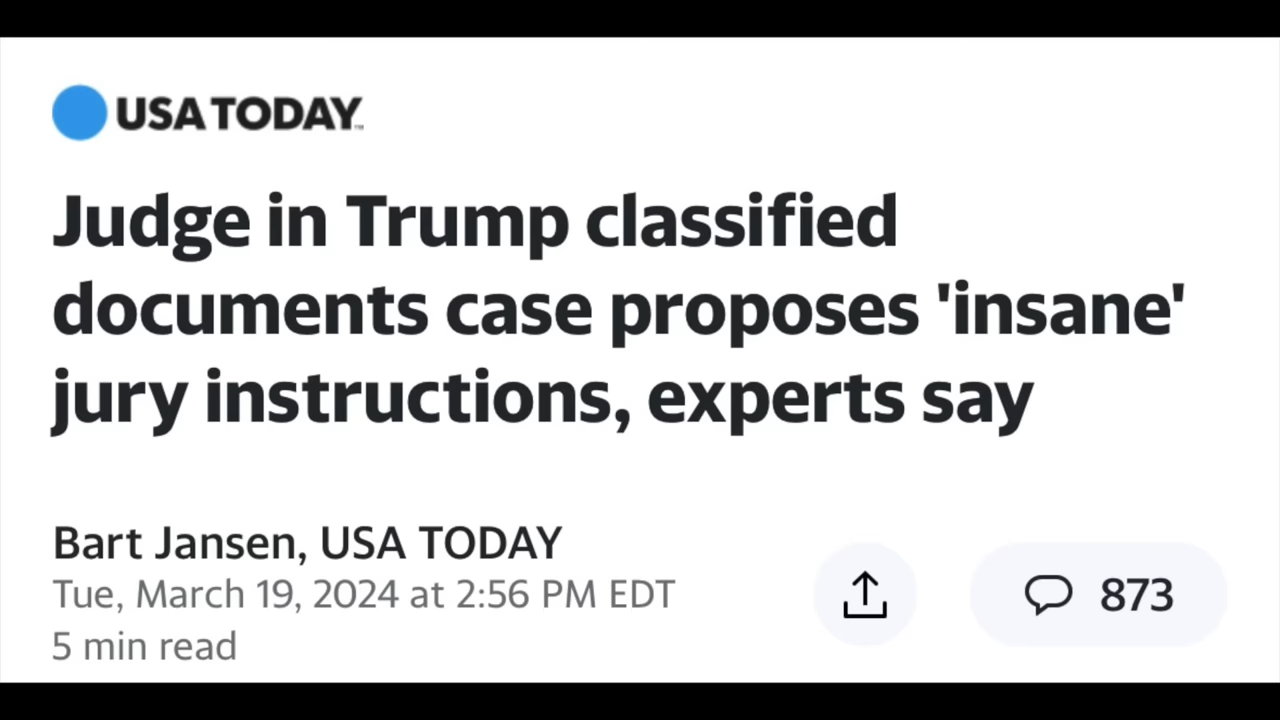 USA TODAY
Judge in Trump classified
documents case proposes 'insane'
jury instructions, experts say
Bart Jansen, USA TODAY
Tue, March 19, 2024 at 2:56 PM EDT
5 min read
873